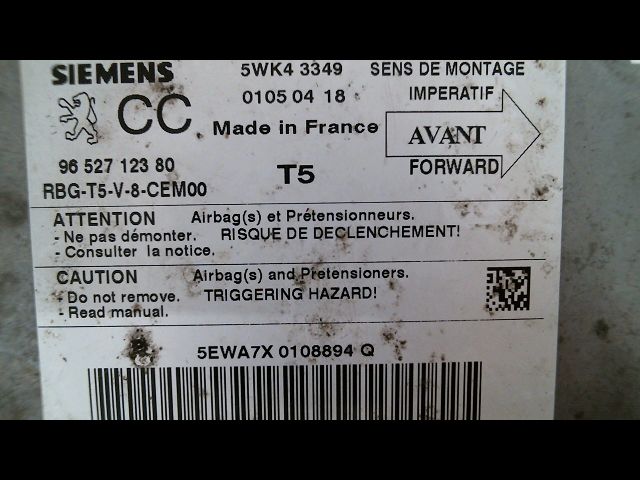 SIEMENS 5WK4 3349 SENS DE MONTAGE
CC 0105 04 18 IMPERATIF
Made in France AVANT
96 527 123 80 T5 FORWARD
RBG-T5-V-8-CEM00
ATTENTION Airbag(s) et Prétensionneurs.
- Ne pas démonter. RISQUE DE DECLENCHEMENT!
- Consulter la notice.
CAUTION Airbag(s) and Pretensioners.
- Do not remove. TRIGGERING HAZARD!
- Read manual.
5EWA7X 0108894 Q